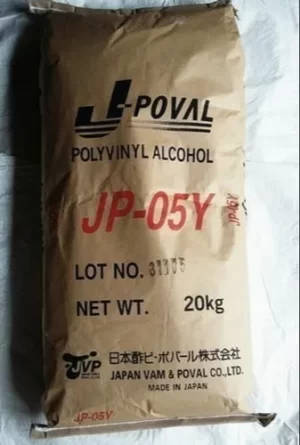 J-POVAL
POLYVINYL ALCOHOL
JP-05Y
LOT NO.
NET WT. 20kg
JVP
日本酢ビ・ポバール株式会社
JAPAN VAM & POVAL CO.,LTD.
MADE IN JAPAN
JP-05Y